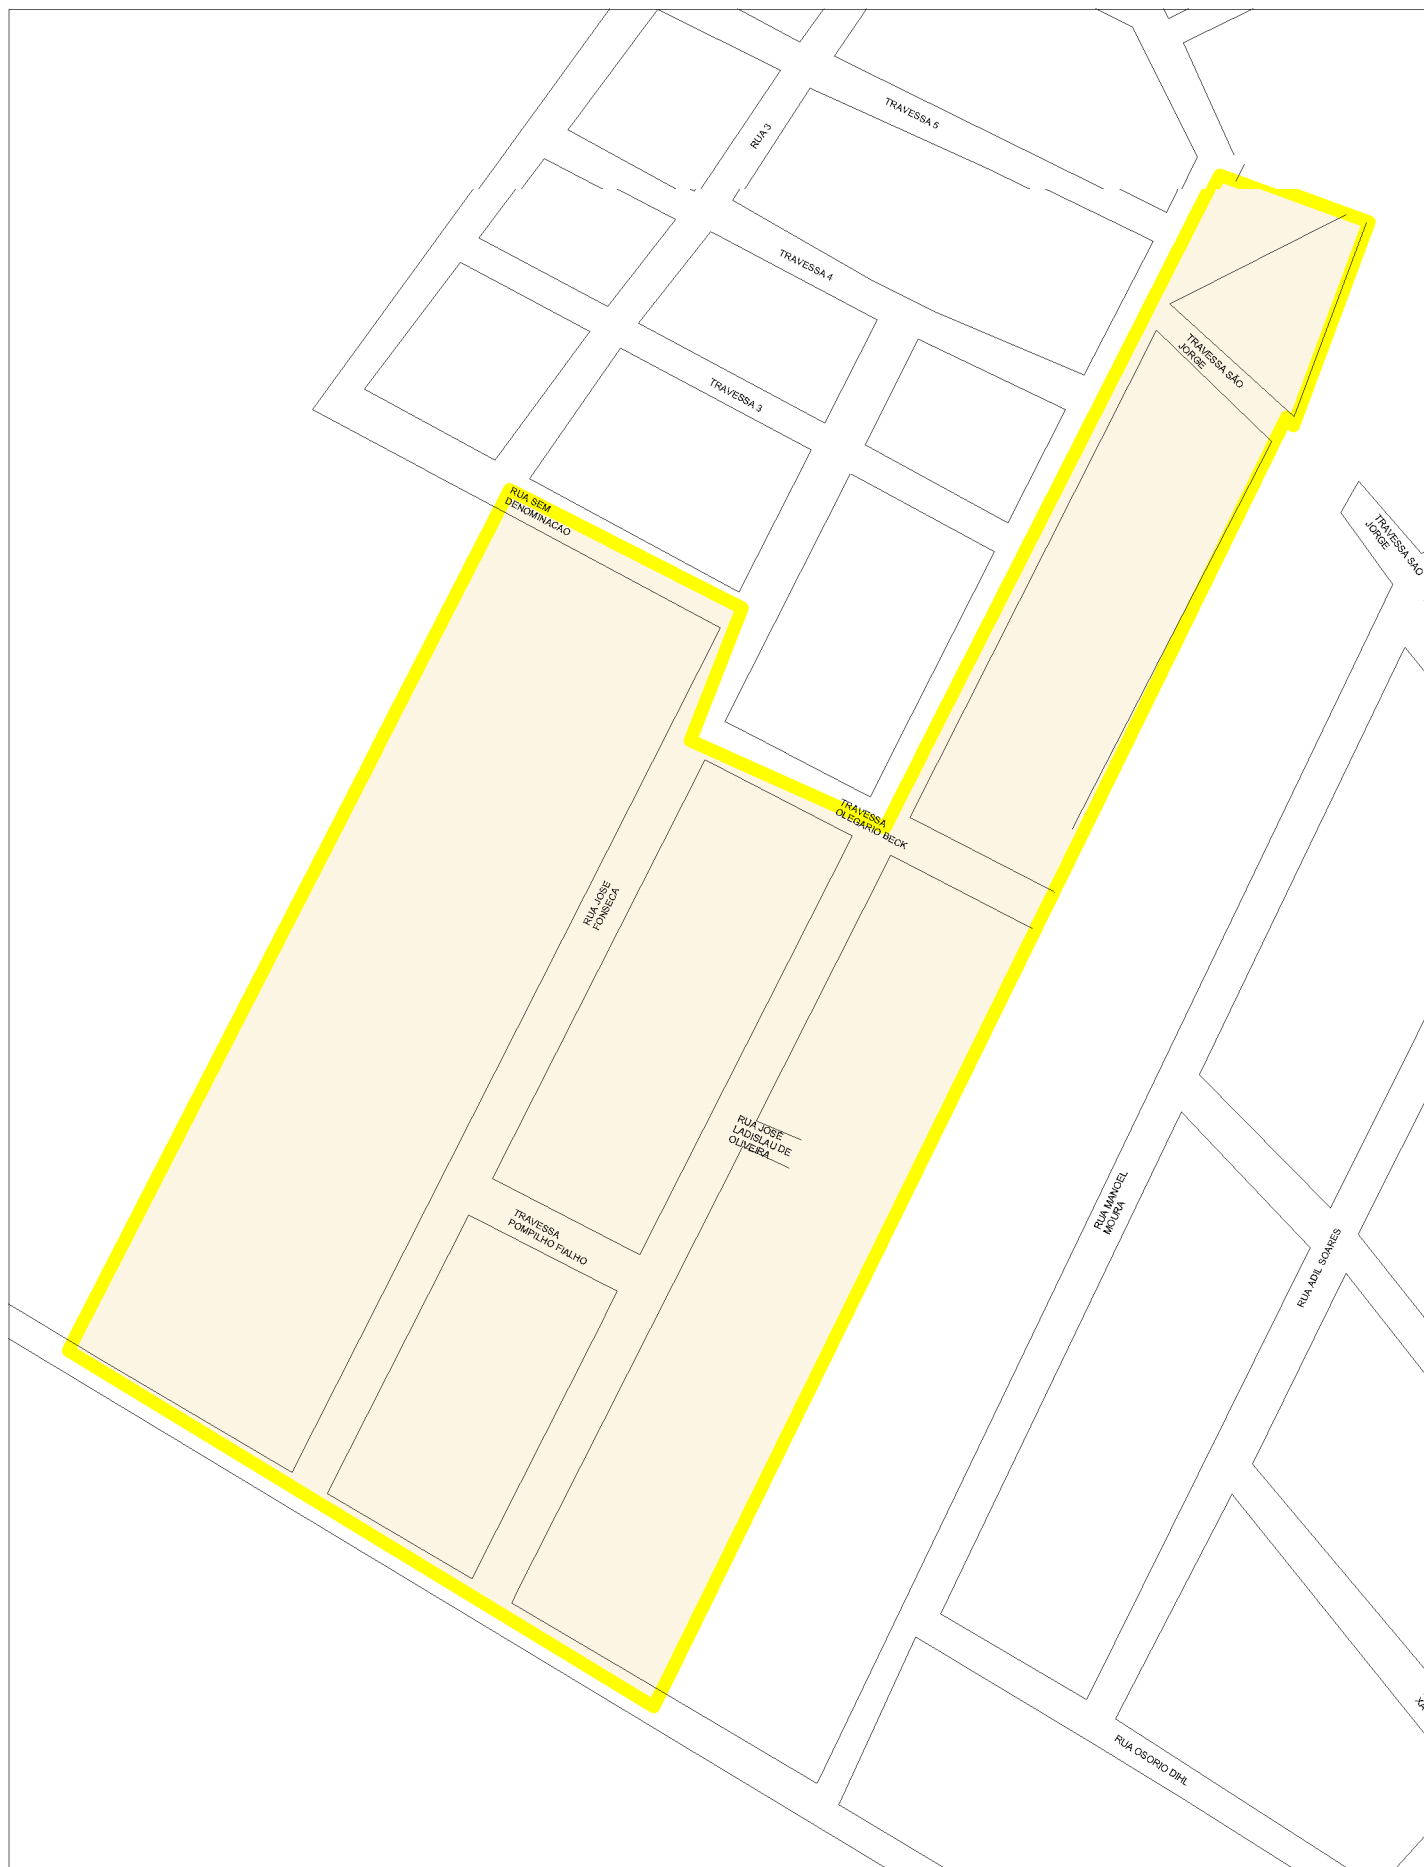 TRAVESSA 5
RUA 3
TRAVESSA 4
TRAVESSA SÃO
JORGE
TRAVESSA 3
RUA SEM
DENOMINACAO
TRAVESSA SAO
JORGE
TRAVESSA
OLEGARIO BECK
RUA JOSE
FONSECA
RUA JOSÉ
LADISLAU DE
OLIVEIRA
RUA MANOEL
MOURA
TRAVESSA
POMPILHO FIALHO
RUA ADIL SOARES
RUA OSORIO DIHL